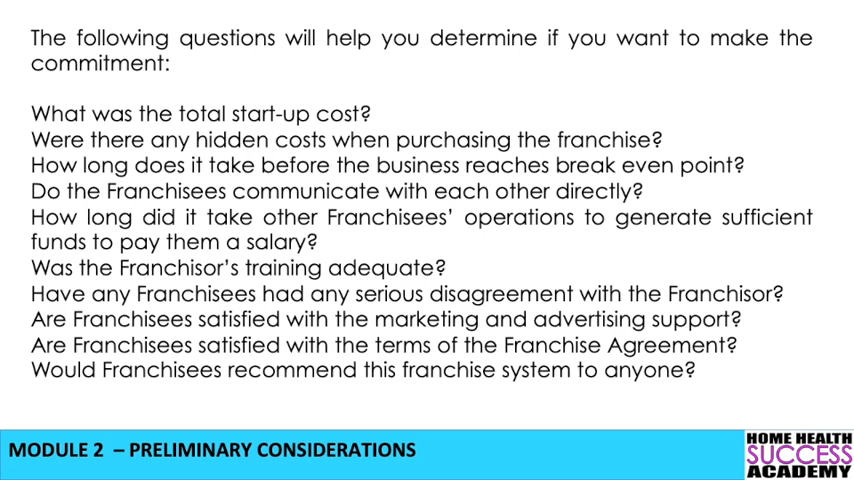 The following questions will help you determine if you want to make the
commitment:
What was the total start-up cost?
Were there any hidden costs when purchasing the franchise?
How long does it take before the business reaches break even point?
Do the Franchisees communicate with each other directly?
How long did it take other Franchisees’ operations to generate sufficient
funds to pay them a salary?
Was the Franchisor’s training adequate?
Have any Franchisees had any serious disagreement with the Franchisor?
Are Franchisees satisfied with the marketing and advertising support?
Are Franchisees satisfied with the terms of the Franchise Agreement?
Would Franchisees recommend this franchise system to anyone?
MODULE 2 – PRELIMINARY CONSIDERATIONS
HOME HEALTH
SUCCESS
ACADEMY